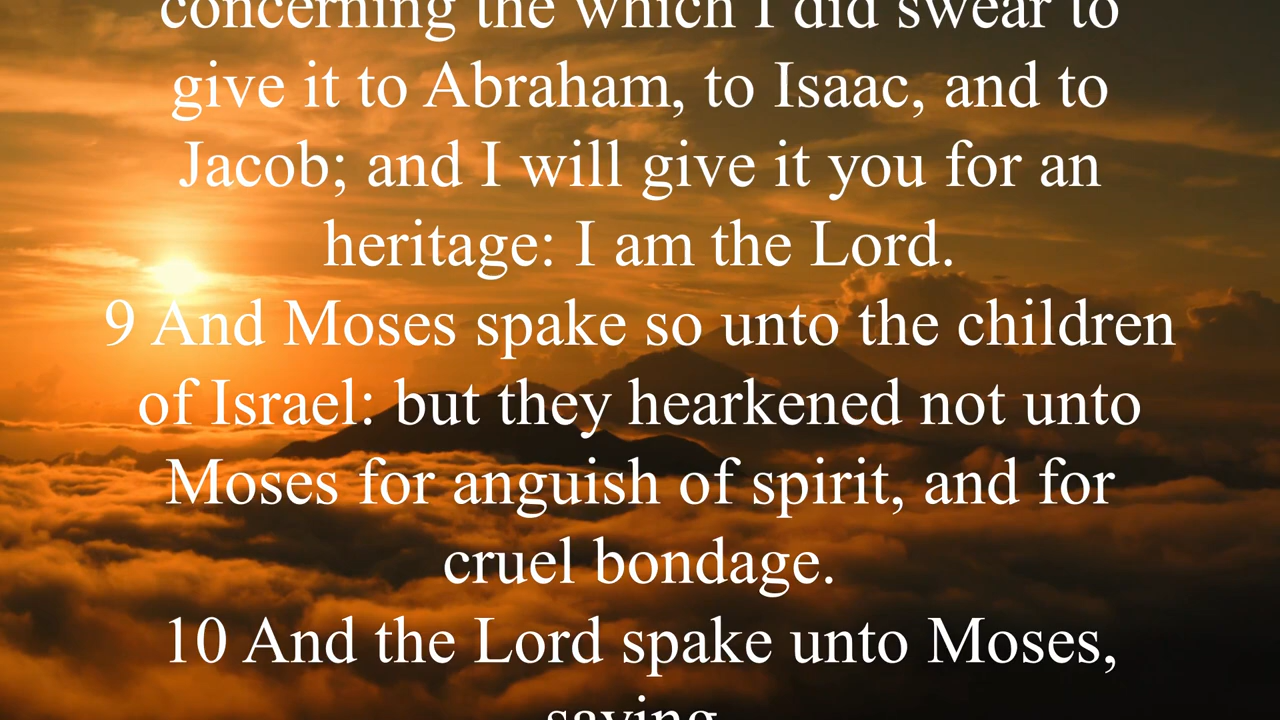 concerning the which I did swear to
give it to Abraham, to Isaac, and to
Jacob; and I will give it you for an
heritage: I am the Lord.
9 And Moses spake so unto the children
of Israel: but they hearkened not unto
Moses for anguish of spirit, and for
cruel bondage.
10 And the Lord spake unto Moses,
saying